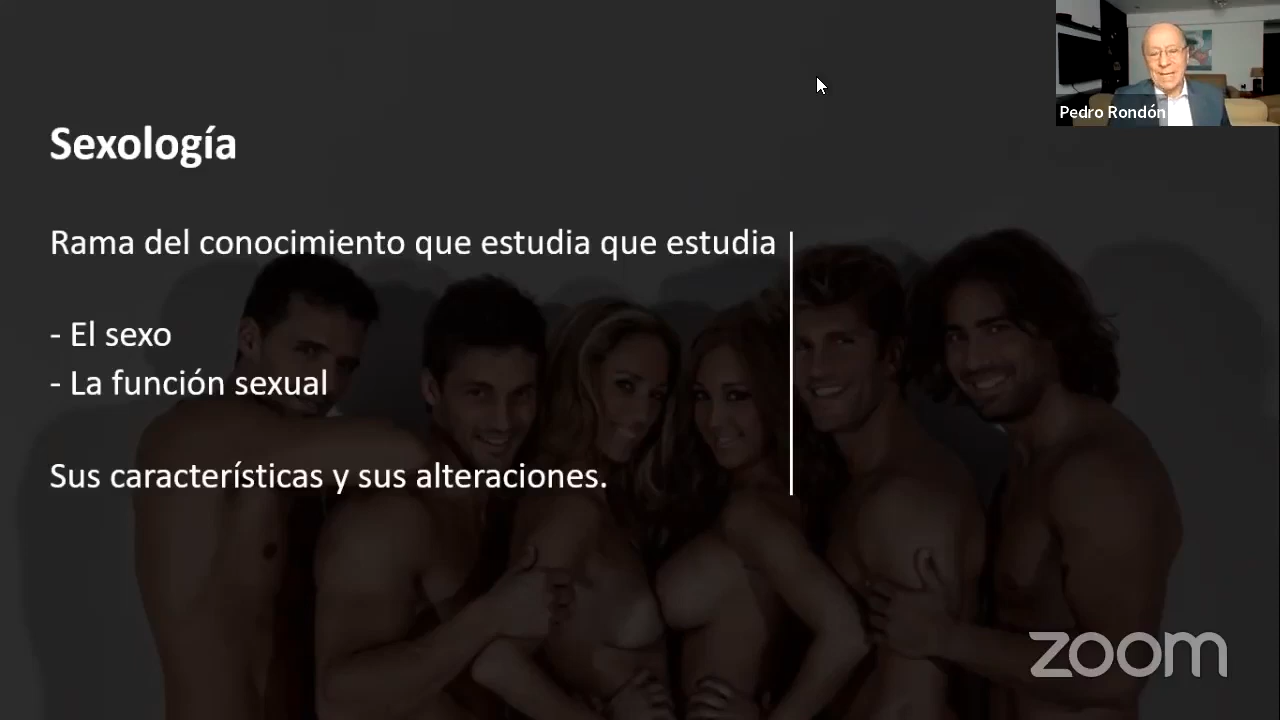 Pedro Rondón
Sexología
Rama del conocimiento que estudia que estudia
- El sexo
- La función sexual
Sus características y sus alteraciones.
zoom